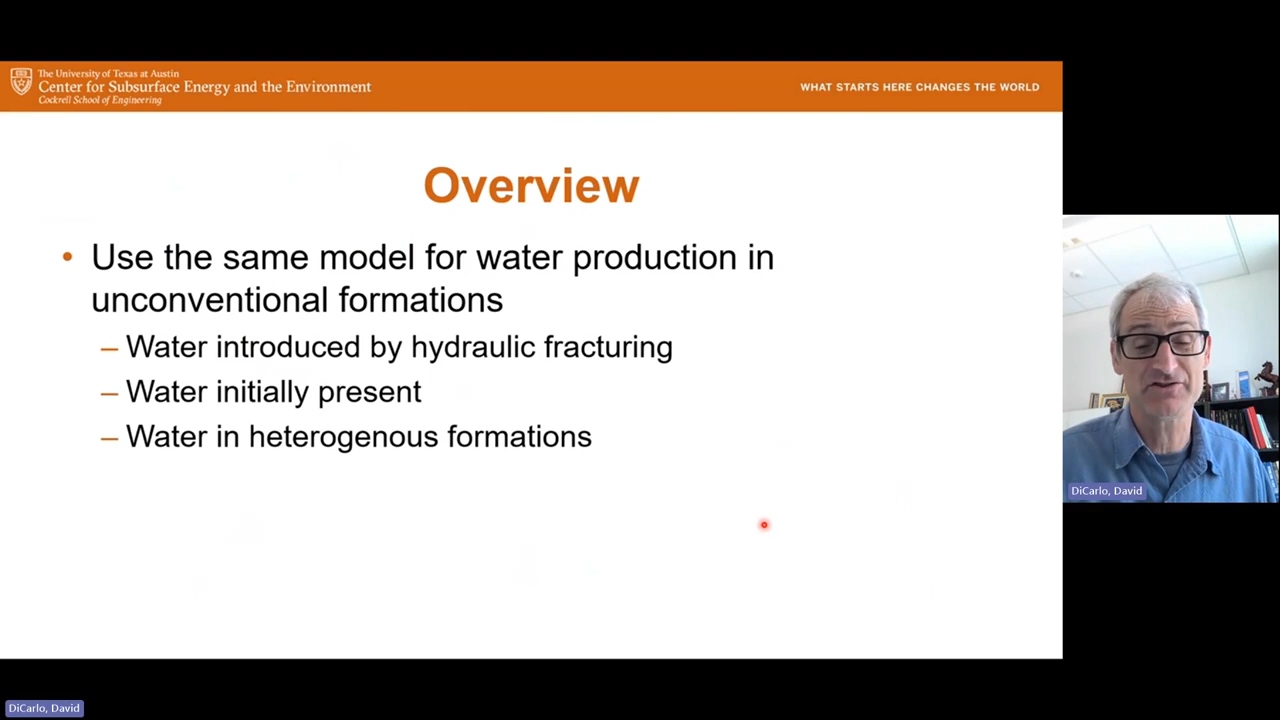 The University of Texas at Austin
Center for Subsurface Energy and the Environment
Cockrell School of Engineering
WHAT STARTS HERE CHANGES THE WORLD
Overview
• Use the same model for water production in
unconventional formations
– Water introduced by hydraulic fracturing
– Water initially present
– Water in heterogenous formations
DiCarlo, David
DiCarlo, David